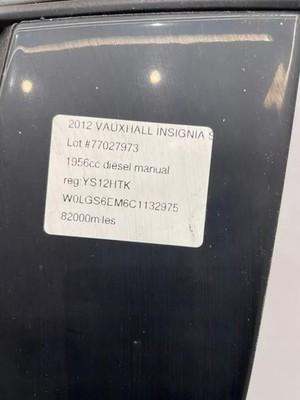 2012 VAUXHALL INSIGNIA S
Lot #77027973
1956cc diesel manual
reg:YS12HTK
W0LGS6EM6C1132975
82000miles